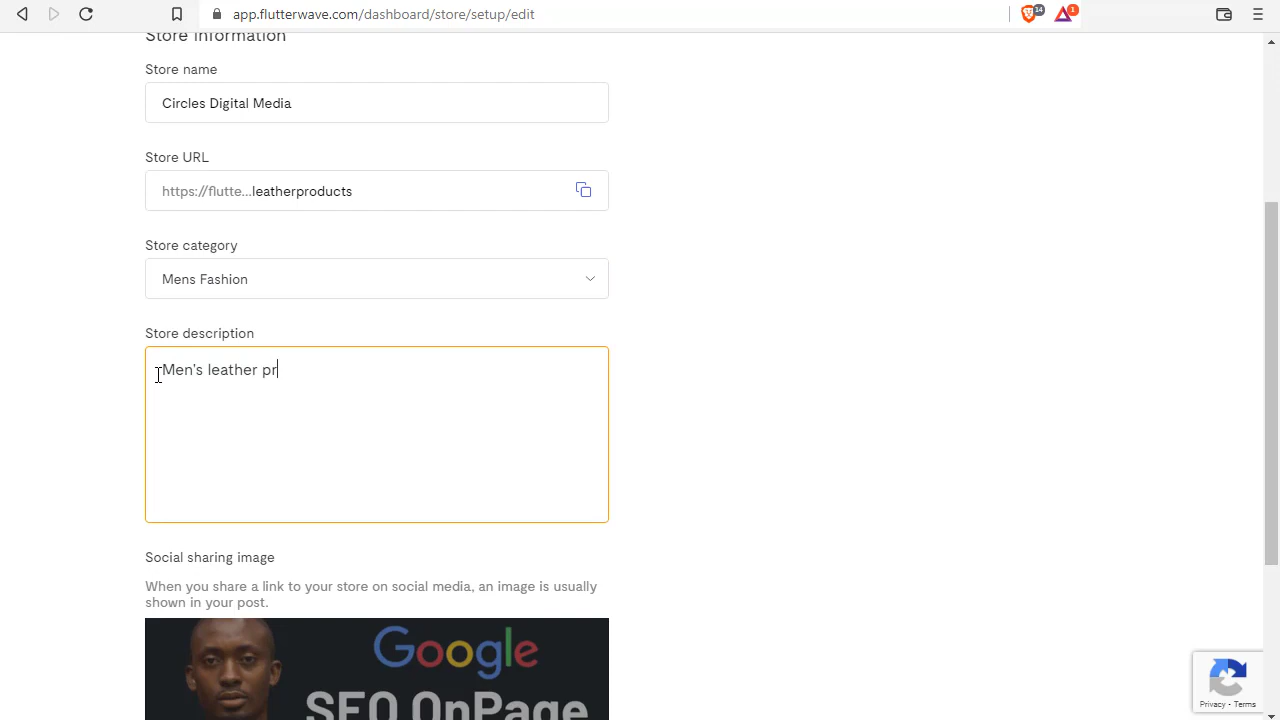 app.flutterwave.com/dashboard/store/setup/edit
14
1
Store information
Store name
Circles Digital Media
Store URL
https://flutte...leatherproducts
Store category
Mens Fashion
Store description
Men's leather pr
Social sharing image
When you share a link to your store on social media, an image is usually
shown in your post.
Google
SEO OnPage
Privacy - Terms